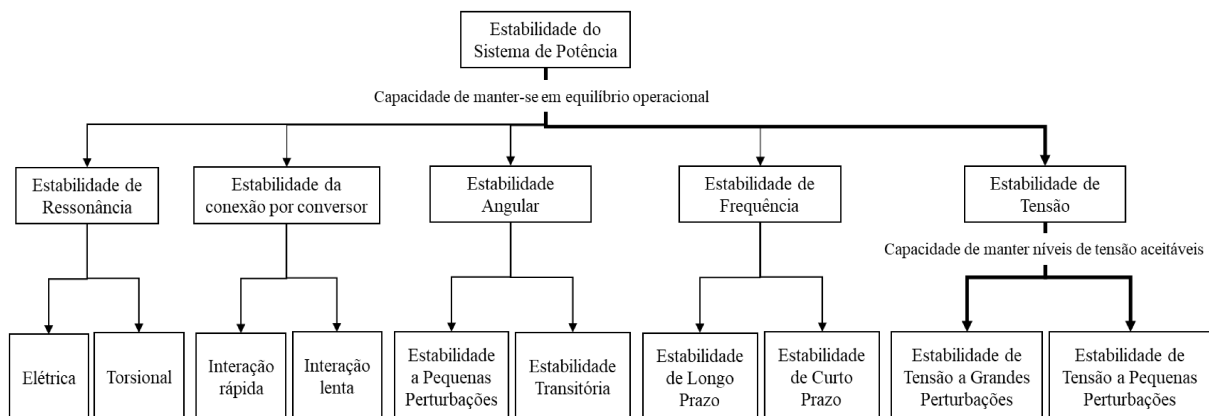 Estabilidade do
Sistema de Potência
Capacidade de manter-se em equilíbrio operacional
Estabilidade de
Ressonância
Estabilidade da
conexão por conversor
Estabilidade
Angular
Estabilidade de
Frequência
Estabilidade de
Tensão
Capacidade de manter níveis de tensão aceitáveis
Elétrica
Torsional
Interação
rápida
Interação
lenta
Estabilidade
a Pequenas
Perturbações
Estabilidade
Transitória
Estabilidade
de Longo
Prazo
Estabilidade
de Curto
Prazo
Estabilidade de
Tensão a Grandes
Perturbações
Estabilidade de
Tensão a Pequenas
Perturbações